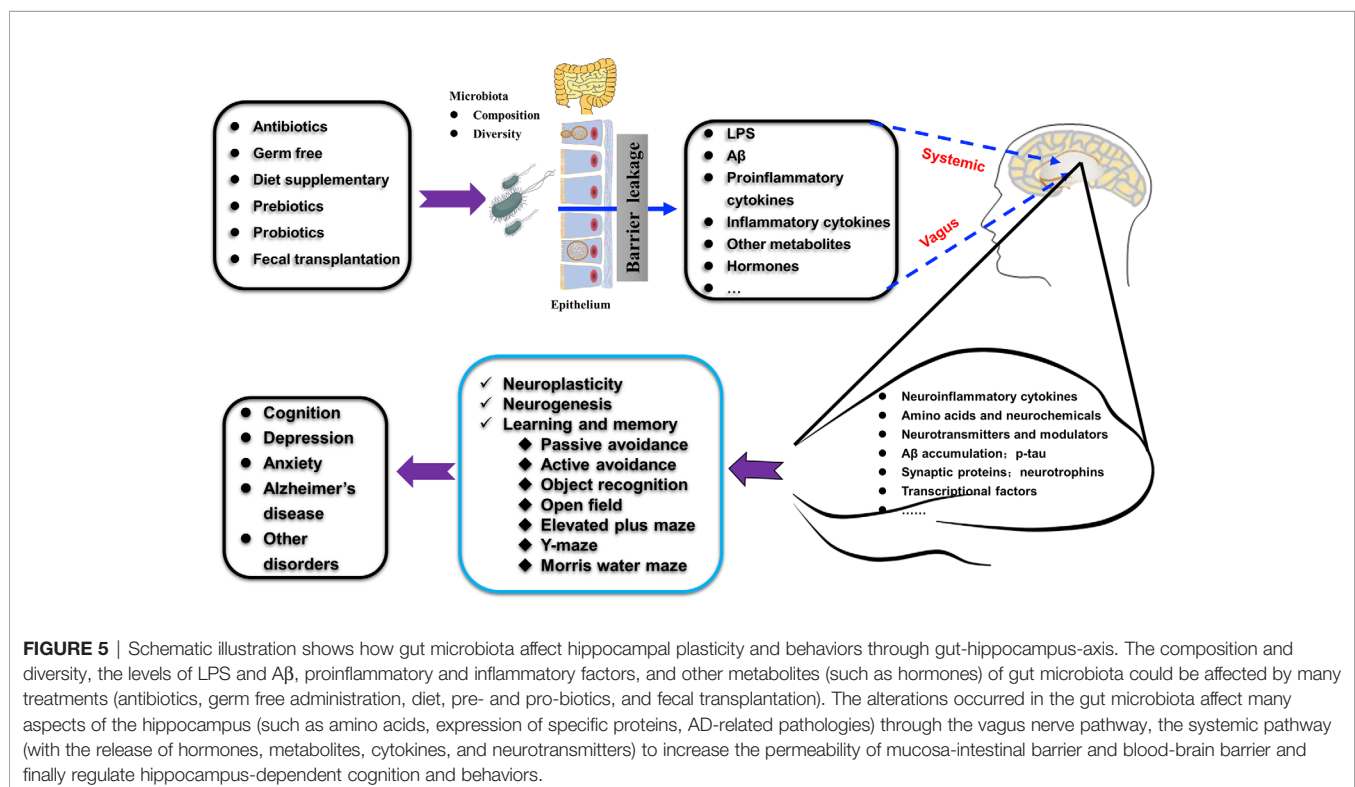 Antibiotics
Germ free
Diet supplementary
Prebiotics
Probiotics
Fecal transplantation
Microbiota
Composition
Diversity
Epithelium
Barrier leakage
LPS
Aβ
Proinflammatory
cytokines
Inflammatory cytokines
Other metabolites
Hormones
…
Systemic
Vagus
Neuroinflammatory cytokines
Amino acids and neurochemicals
Neurotransmitters and modulators
Aβ accumulation; p-tau
Synaptic proteins; neurotrophins
Transcriptional factors
……
Neuroplasticity
Neurogenesis
Learning and memory
Passive avoidance
Active avoidance
Object recognition
Open field
Elevated plus maze
Y-maze
Morris water maze
Cognition
Depression
Anxiety
Alzheimer's
disease
Other
disorders
FIGURE 5 | Schematic illustration shows how gut microbiota affect hippocampal plasticity and behaviors through gut-hippocampus-axis. The composition and
diversity, the levels of LPS and Aβ, proinflammatory and inflammatory factors, and other metabolites (such as hormones) of gut microbiota could be affected by many
treatments (antibiotics, germ free administration, diet, pre- and pro-biotics, and fecal transplantation). The alterations occurred in the gut microbiota affect many
aspects of the hippocampus (such as amino acids, expression of specific proteins, AD-related pathologies) through the vagus nerve pathway, the systemic pathway
(with the release of hormones, metabolites, cytokines, and neurotransmitters) to increase the permeability of mucosa-intestinal barrier and blood-brain barrier and
finally regulate hippocampus-dependent cognition and behaviors.